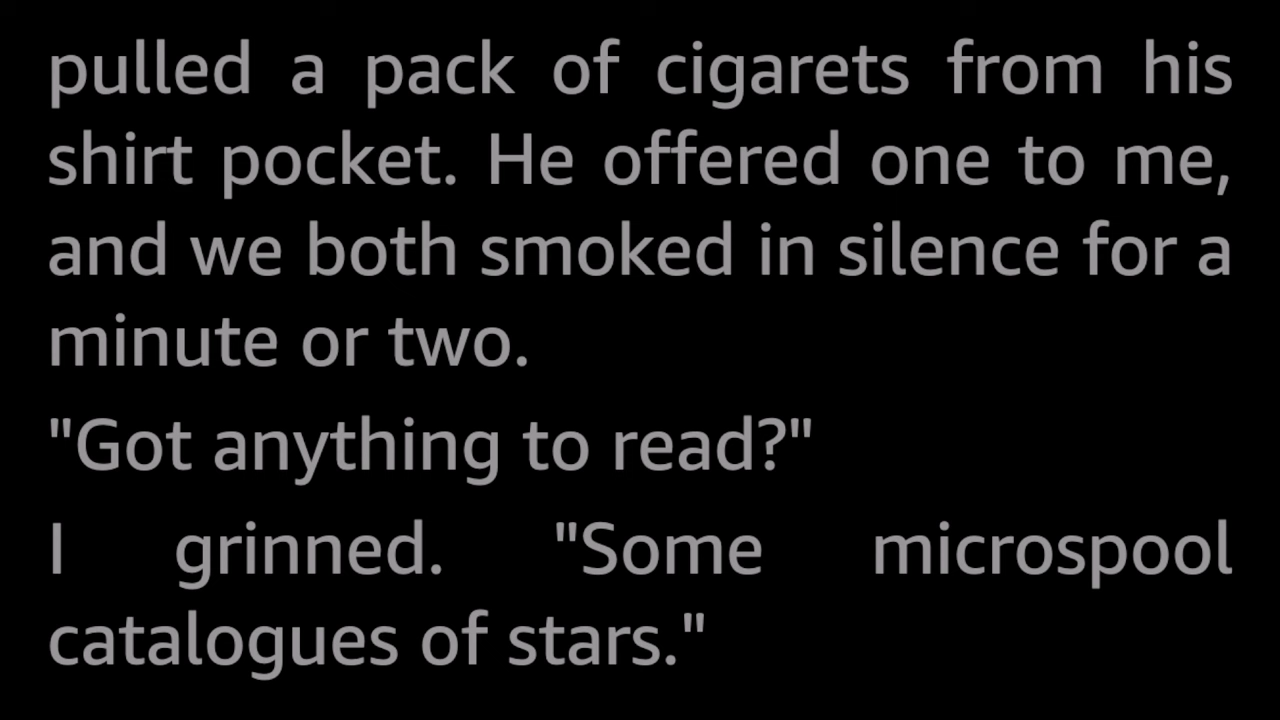 pulled a pack of cigarets from his
shirt pocket. He offered one to me,
and we both smoked in silence for a
minute or two.
"Got anything to read?"
I grinned. "Some microspool
catalogues of stars."